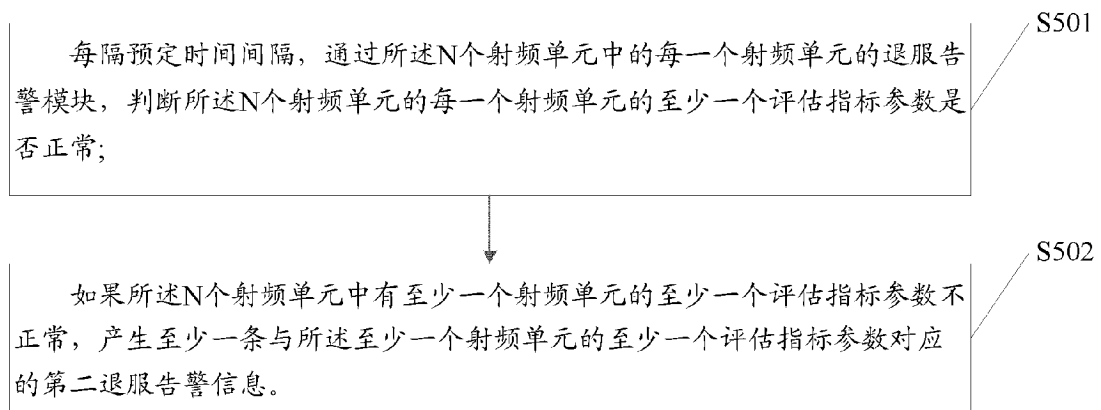 S501
每隔预定时间间隔，通过所述N个射频单元中的每一个射频单元的退服告
警模块，判断所述N个射频单元的每一个射频单元的至少一个评估指标参数是
否正常;
S502
如果所述N个射频单元中有至少一个射频单元的至少一个评估指标参数不
正常，产生至少一条与所述至少一个射频单元的至少一个评估指标参数对应
的第二退服告警信息。